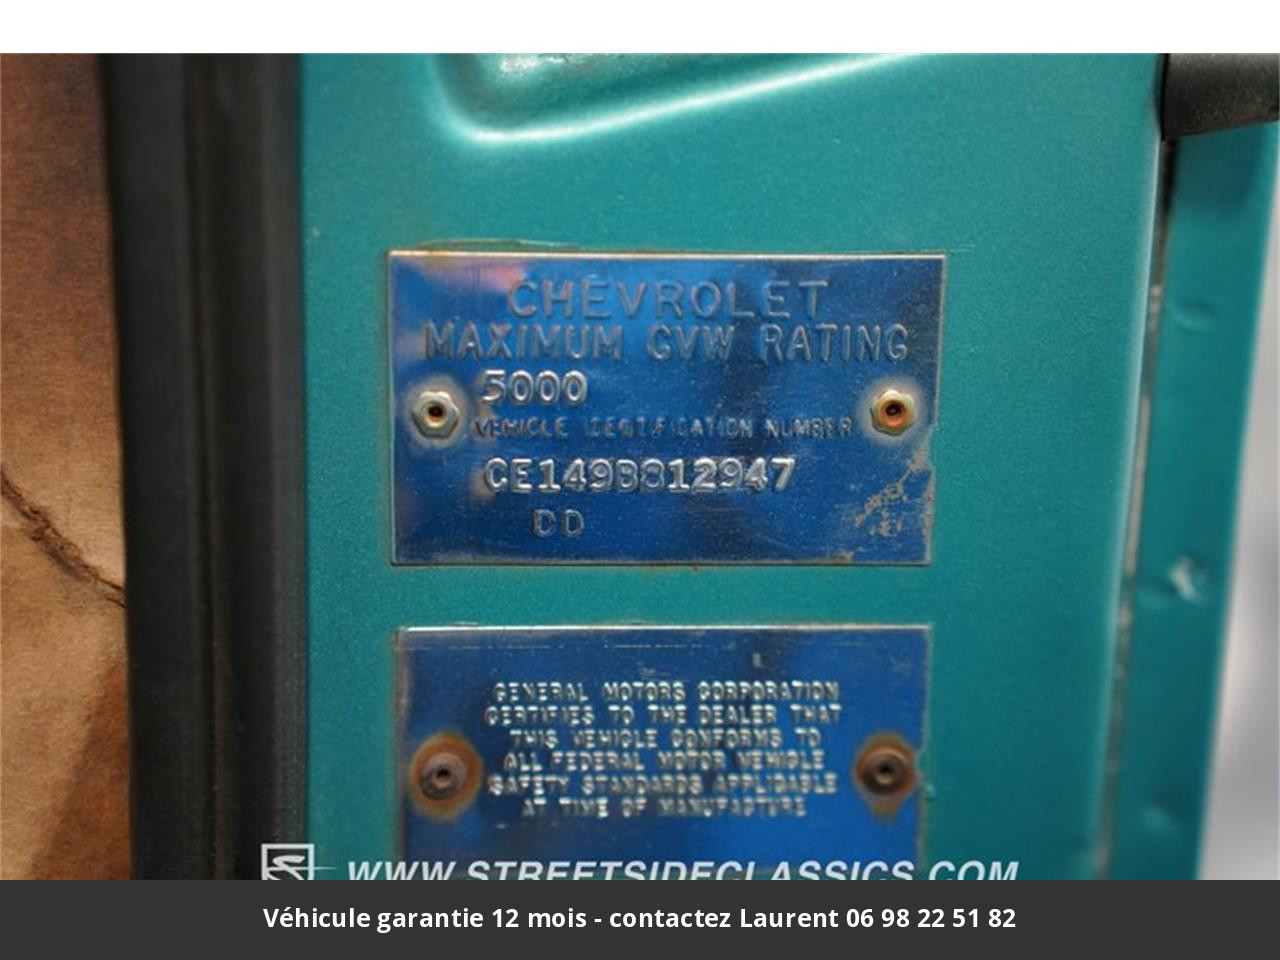 CHEVROLET
MAXIMUM GVW RATING
5000
VEHICLE IDENTIFICATION NUMBER
CE149B812947
DD
GENERAL MOTORS CORPORATION
CERTIFIES TO THE DEALER THAT
THIS VEHICLE CONFORMS TO
ALL FEDERAL MOTOR VEHICLE
SAFETY STANDARDS APPLICABLE
AT TIME OF MANUFACTURE
WWW.STREETSIDECLASSICS.COM
Véhicule garantie 12 mois - contactez Laurent 06 98 22 51 82